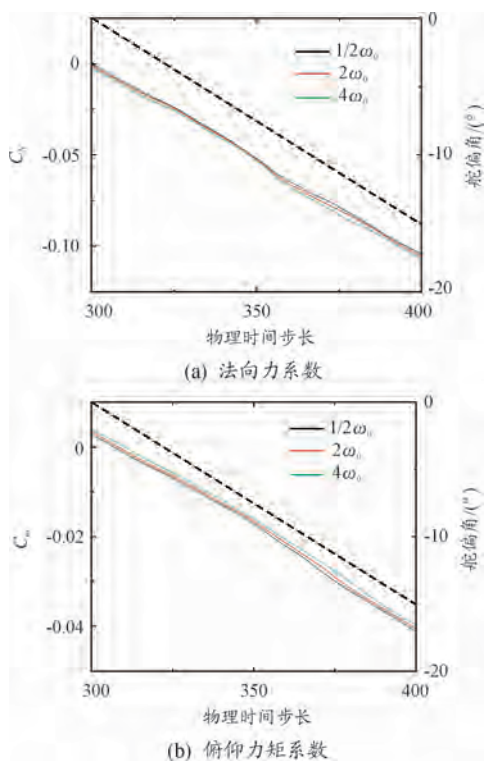 0
0
-0.05
-0.10
-10
-20
C_N
舵偏角/(°)
1/2ω₀
2ω₀
4ω₀
300
350
400
物理时间步长
(a) 法向力系数
0
0
-0.02
-0.04
-10
-20
C_m
舵偏角/(°)
1/2ω₀
2ω₀
4ω₀
300
350
400
物理时间步长
(b) 俯仰力矩系数